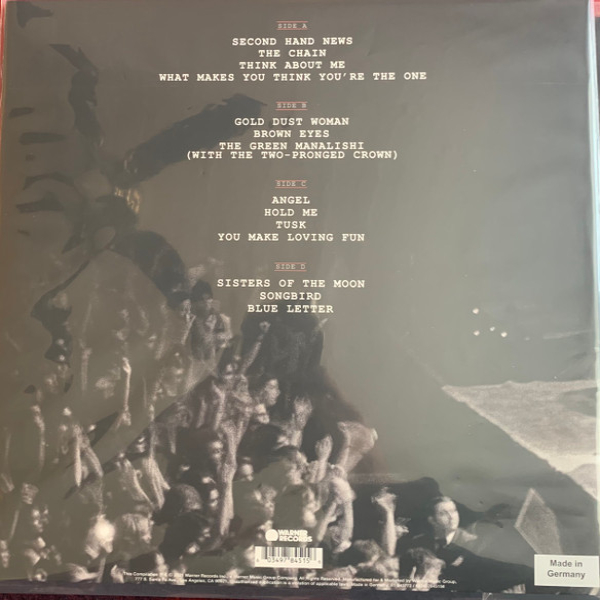 SIDE A
SECOND HAND NEWS
THE CHAIN
THINK ABOUT ME
WHAT MAKES YOU THINK YOU'RE THE ONE
SIDE B
GOLD DUST WOMAN
BROWN EYES
THE GREEN MANALISHI
(WITH THE TWO-PRONGED CROWN)
SIDE C
ANGEL
HOLD ME
TUSK
YOU MAKE LOVING FUN
SIDE D
SISTERS OF THE MOON
SONGBIRD
BLUE LETTER
WARNER
RECORDS
Made in
Germany